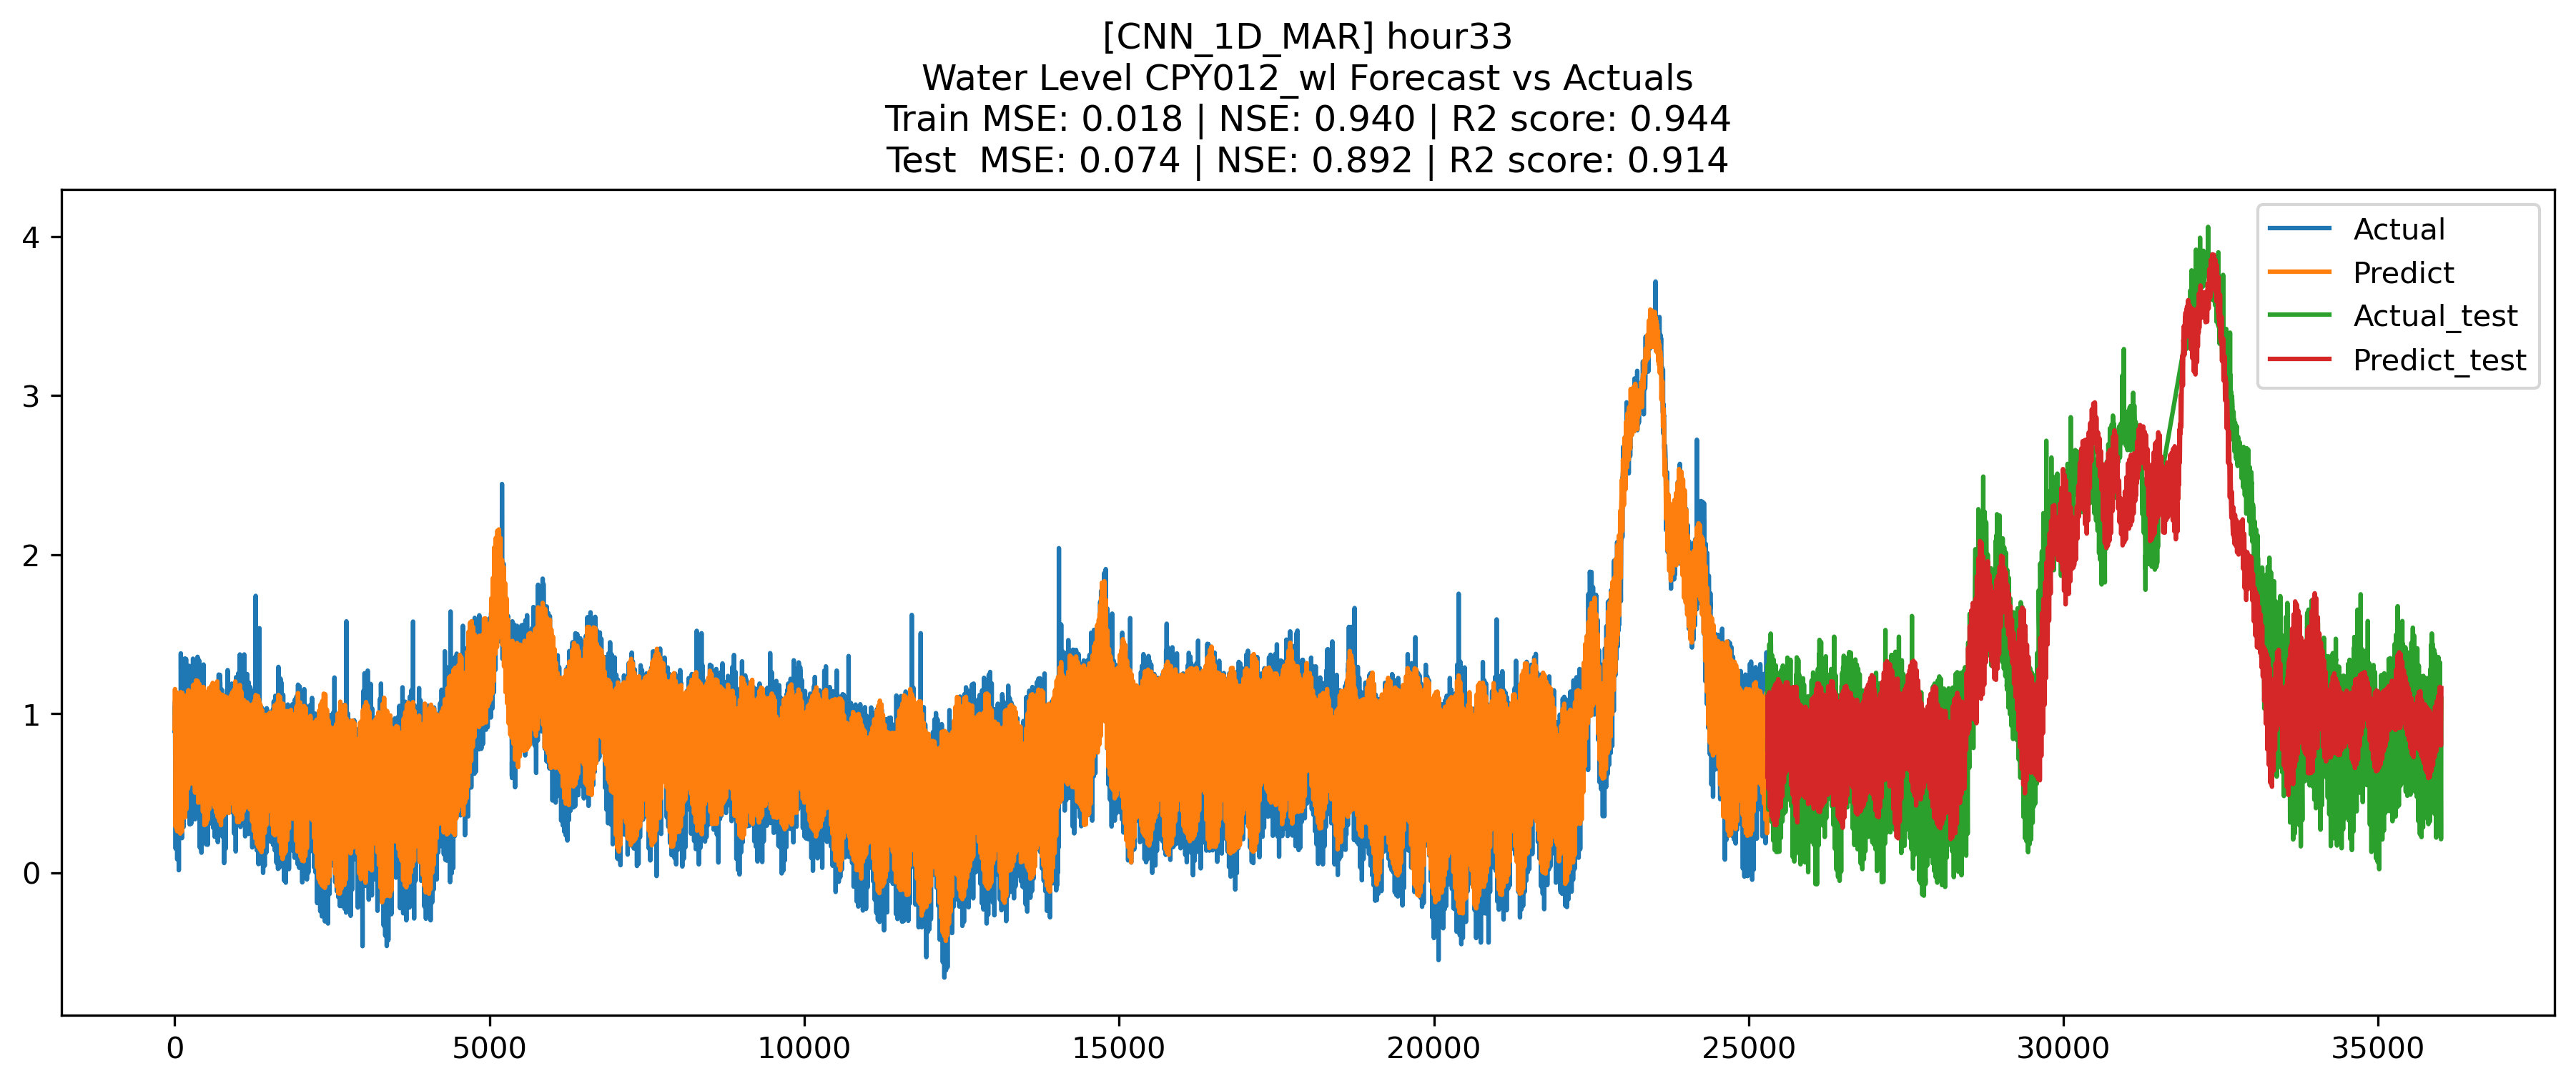 [CNN_1D_MAR] hour33
Water Level CPY012_wl Forecast vs Actuals
Train MSE: 0.018 | NSE: 0.940 | R2 score: 0.944
Test  MSE: 0.074 | NSE: 0.892 | R2 score: 0.914
Actual
Predict
Actual_test
Predict_test
4
3
2
1
0
0 5000 10000 15000 20000 25000 30000 35000